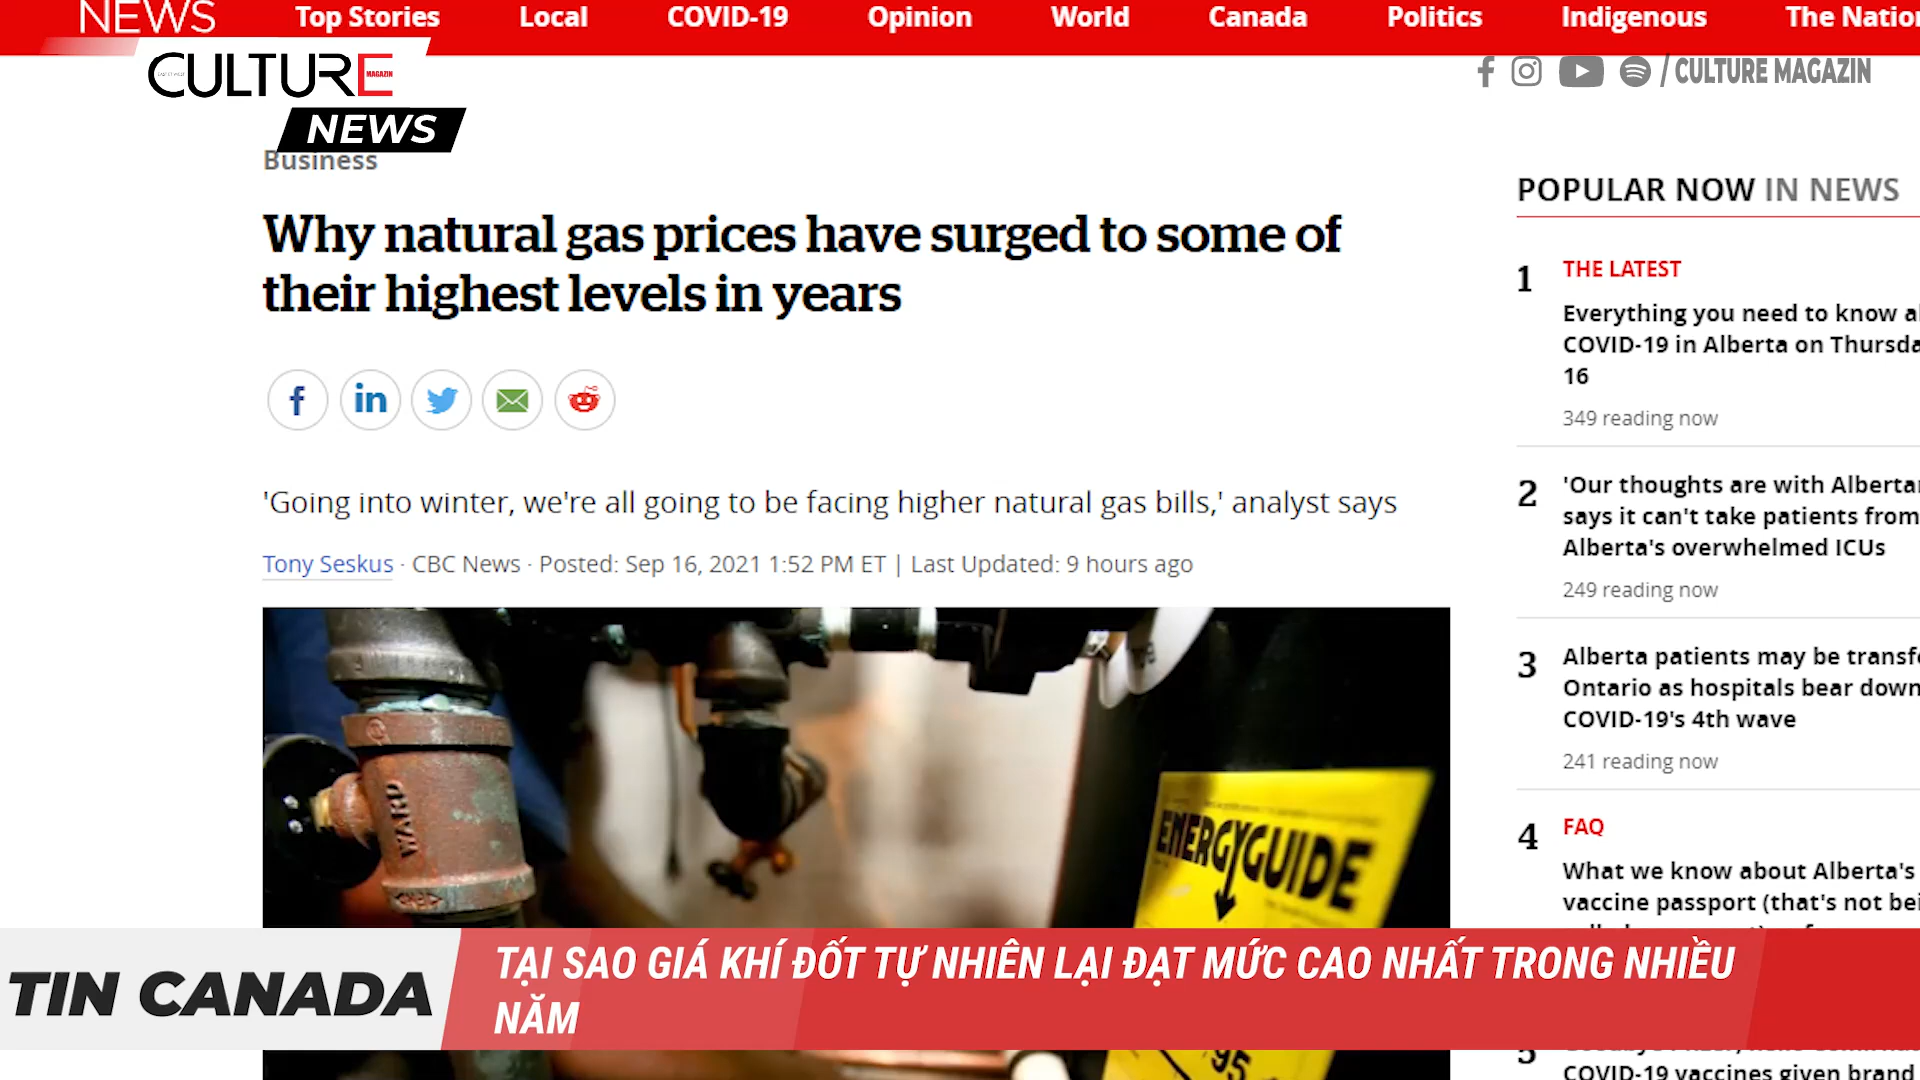 NEWS
Top Stories
Local
COVID-19
Opinion
World
Canada
Politics
Indigenous
The
CULTURE
MAGAZIN
NEWS
/ CULTURE MAGAZIN
Business
Why natural gas prices have surged to some of
their highest levels in years
'Going into winter, we're all going to be facing higher natural gas bills,' analyst says
Tony Seskus · CBC News · Posted: Sep 16, 2021 1:52 PM ET | Last Updated: 9 hours ago
POPULAR NOW IN NEWS
1
THE LATEST
Everything you need to know
COVID-19 in Alberta on
16
349 reading now
2
'Our thoughts are with
says it can't take patients from
Alberta's overwhelmed ICUs
249 reading now
3
Alberta patients may be
Ontario as hospitals bear down
COVID-19's 4th wave
241 reading now
4
FAQ
What we know about Alberta's
vaccine passport (that's not
5
COVID-19 vaccines given brand
WARD
ENERGYGUIDE
TIN CANADA
TẠI SAO GIÁ KHÍ ĐỐT TỰ NHIÊN LẠI ĐẠT MỨC CAO NHẤT TRONG NHIỀU
NĂM